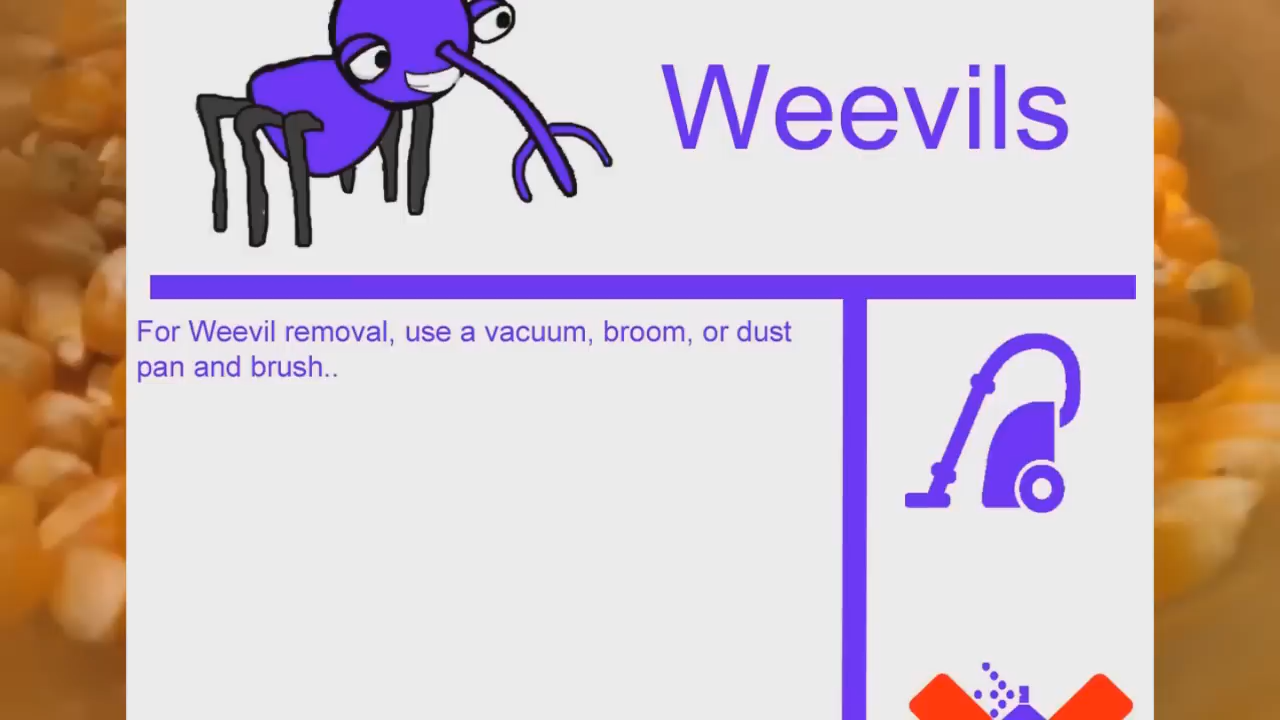 Weevils
For Weevil removal, use a vacuum, broom, or dust
pan and brush..